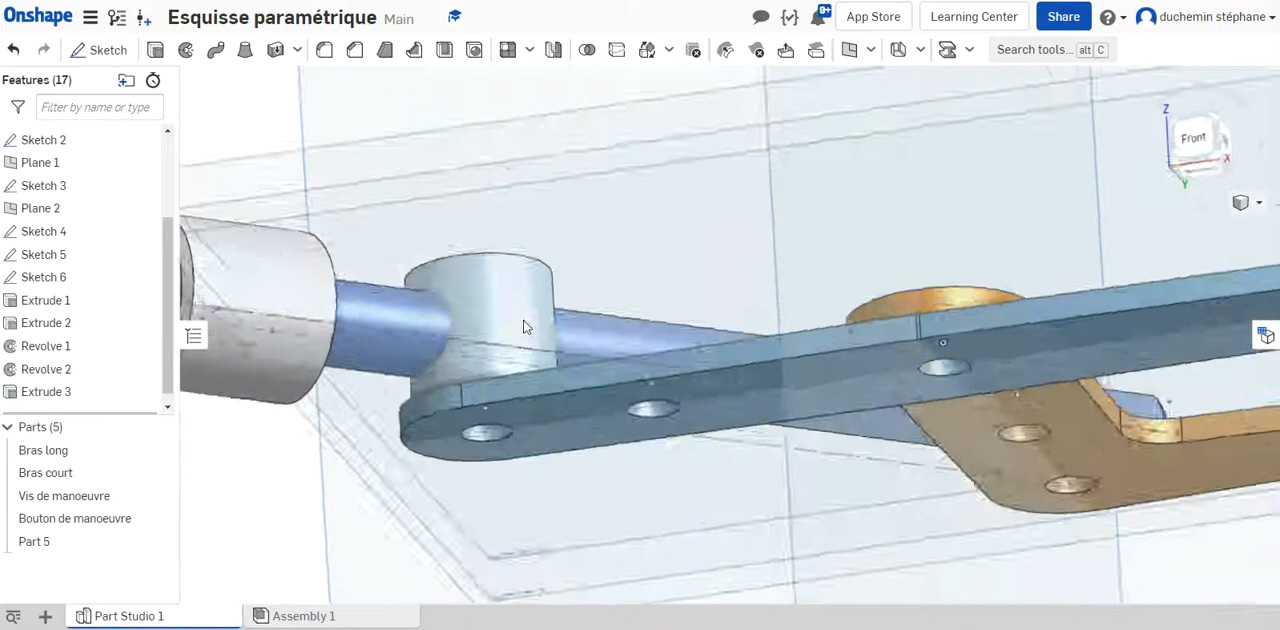 Onshape Esquisse paramétrique Main 9+ App Store Learning Center Share duchemin stéphane
Sketch Search tools... alt C
Features (17)
Filter by name or type
Sketch 2
Plane 1
Sketch 3
Plane 2
Sketch 4
Sketch 5
Sketch 6
Extrude 1
Extrude 2
Revolve 1
Revolve 2
Extrude 3
Parts (5)
Bras long
Bras court
Vis de manoeuvre
Bouton de manoeuvre
Part 5
Z
Front
X
Y
Part Studio 1 Assembly 1